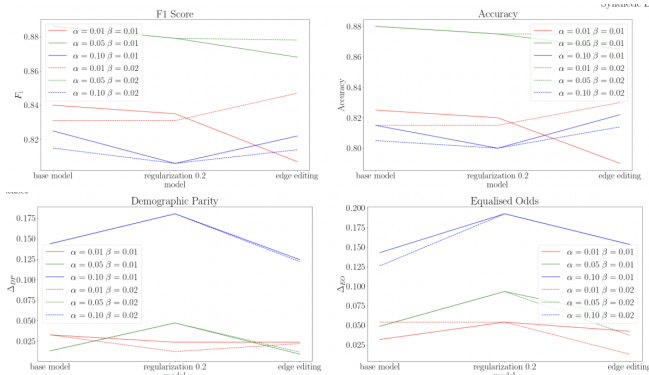 F1 Score
0.88
0.86
0.84
0.82
F₁
α = 0.01 β = 0.01
α = 0.05 β = 0.01
α = 0.10 β = 0.01
α = 0.01 β = 0.02
α = 0.05 β = 0.02
α = 0.10 β = 0.02
base model
regularization 0.2
edge editing
model
Accuracy
0.88
0.86
0.84
0.82
0.80
Accuracy
α = 0.01 β = 0.01
α = 0.05 β = 0.01
α = 0.10 β = 0.01
α = 0.01 β = 0.02
α = 0.05 β = 0.02
α = 0.10 β = 0.02
base model
regularization 0.2
edge editing
model
Demographic Parity
0.175
0.150
0.125
0.100
0.075
0.050
0.025
Δ_DP
α = 0.01 β = 0.01
α = 0.05 β = 0.01
α = 0.10 β = 0.01
α = 0.01 β = 0.02
α = 0.05 β = 0.02
α = 0.10 β = 0.02
base model
regularization 0.2
edge editing
Equalised Odds
0.200
0.175
0.150
0.125
0.100
0.075
0.050
0.025
Δ_EO
α = 0.01 β = 0.01
α = 0.05 β = 0.01
α = 0.10 β = 0.01
α = 0.01 β = 0.02
α = 0.05 β = 0.02
α = 0.10 β = 0.02
base model
regularization 0.2
edge editing